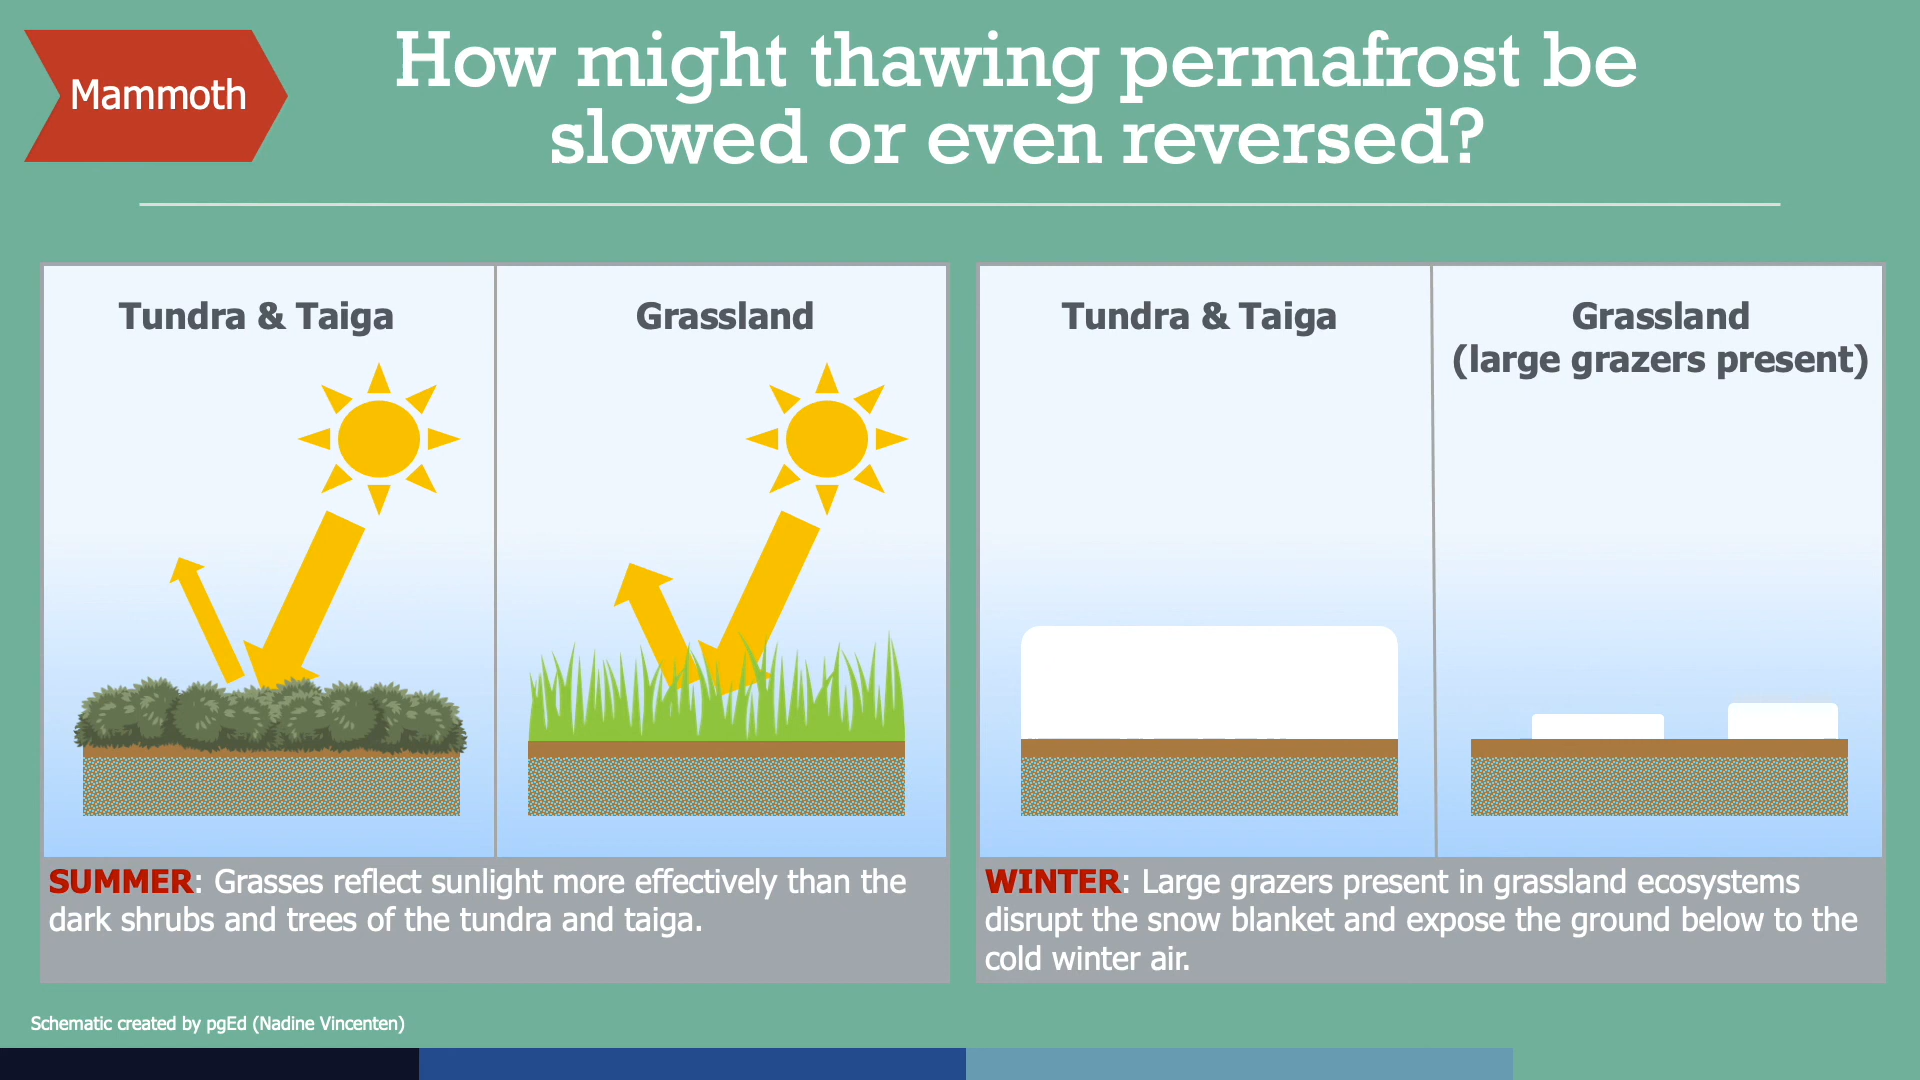 Mammoth
How might thawing permafrost be
slowed or even reversed?
Tundra & Taiga
Grassland
SUMMER: Grasses reflect sunlight more effectively than the
dark shrubs and trees of the tundra and taiga.
Tundra & Taiga
Grassland
(large grazers present)
WINTER: Large grazers present in grassland ecosystems
disrupt the snow blanket and expose the ground below to the
cold winter air.
Schematic created by pgEd (Nadine Vincenten)